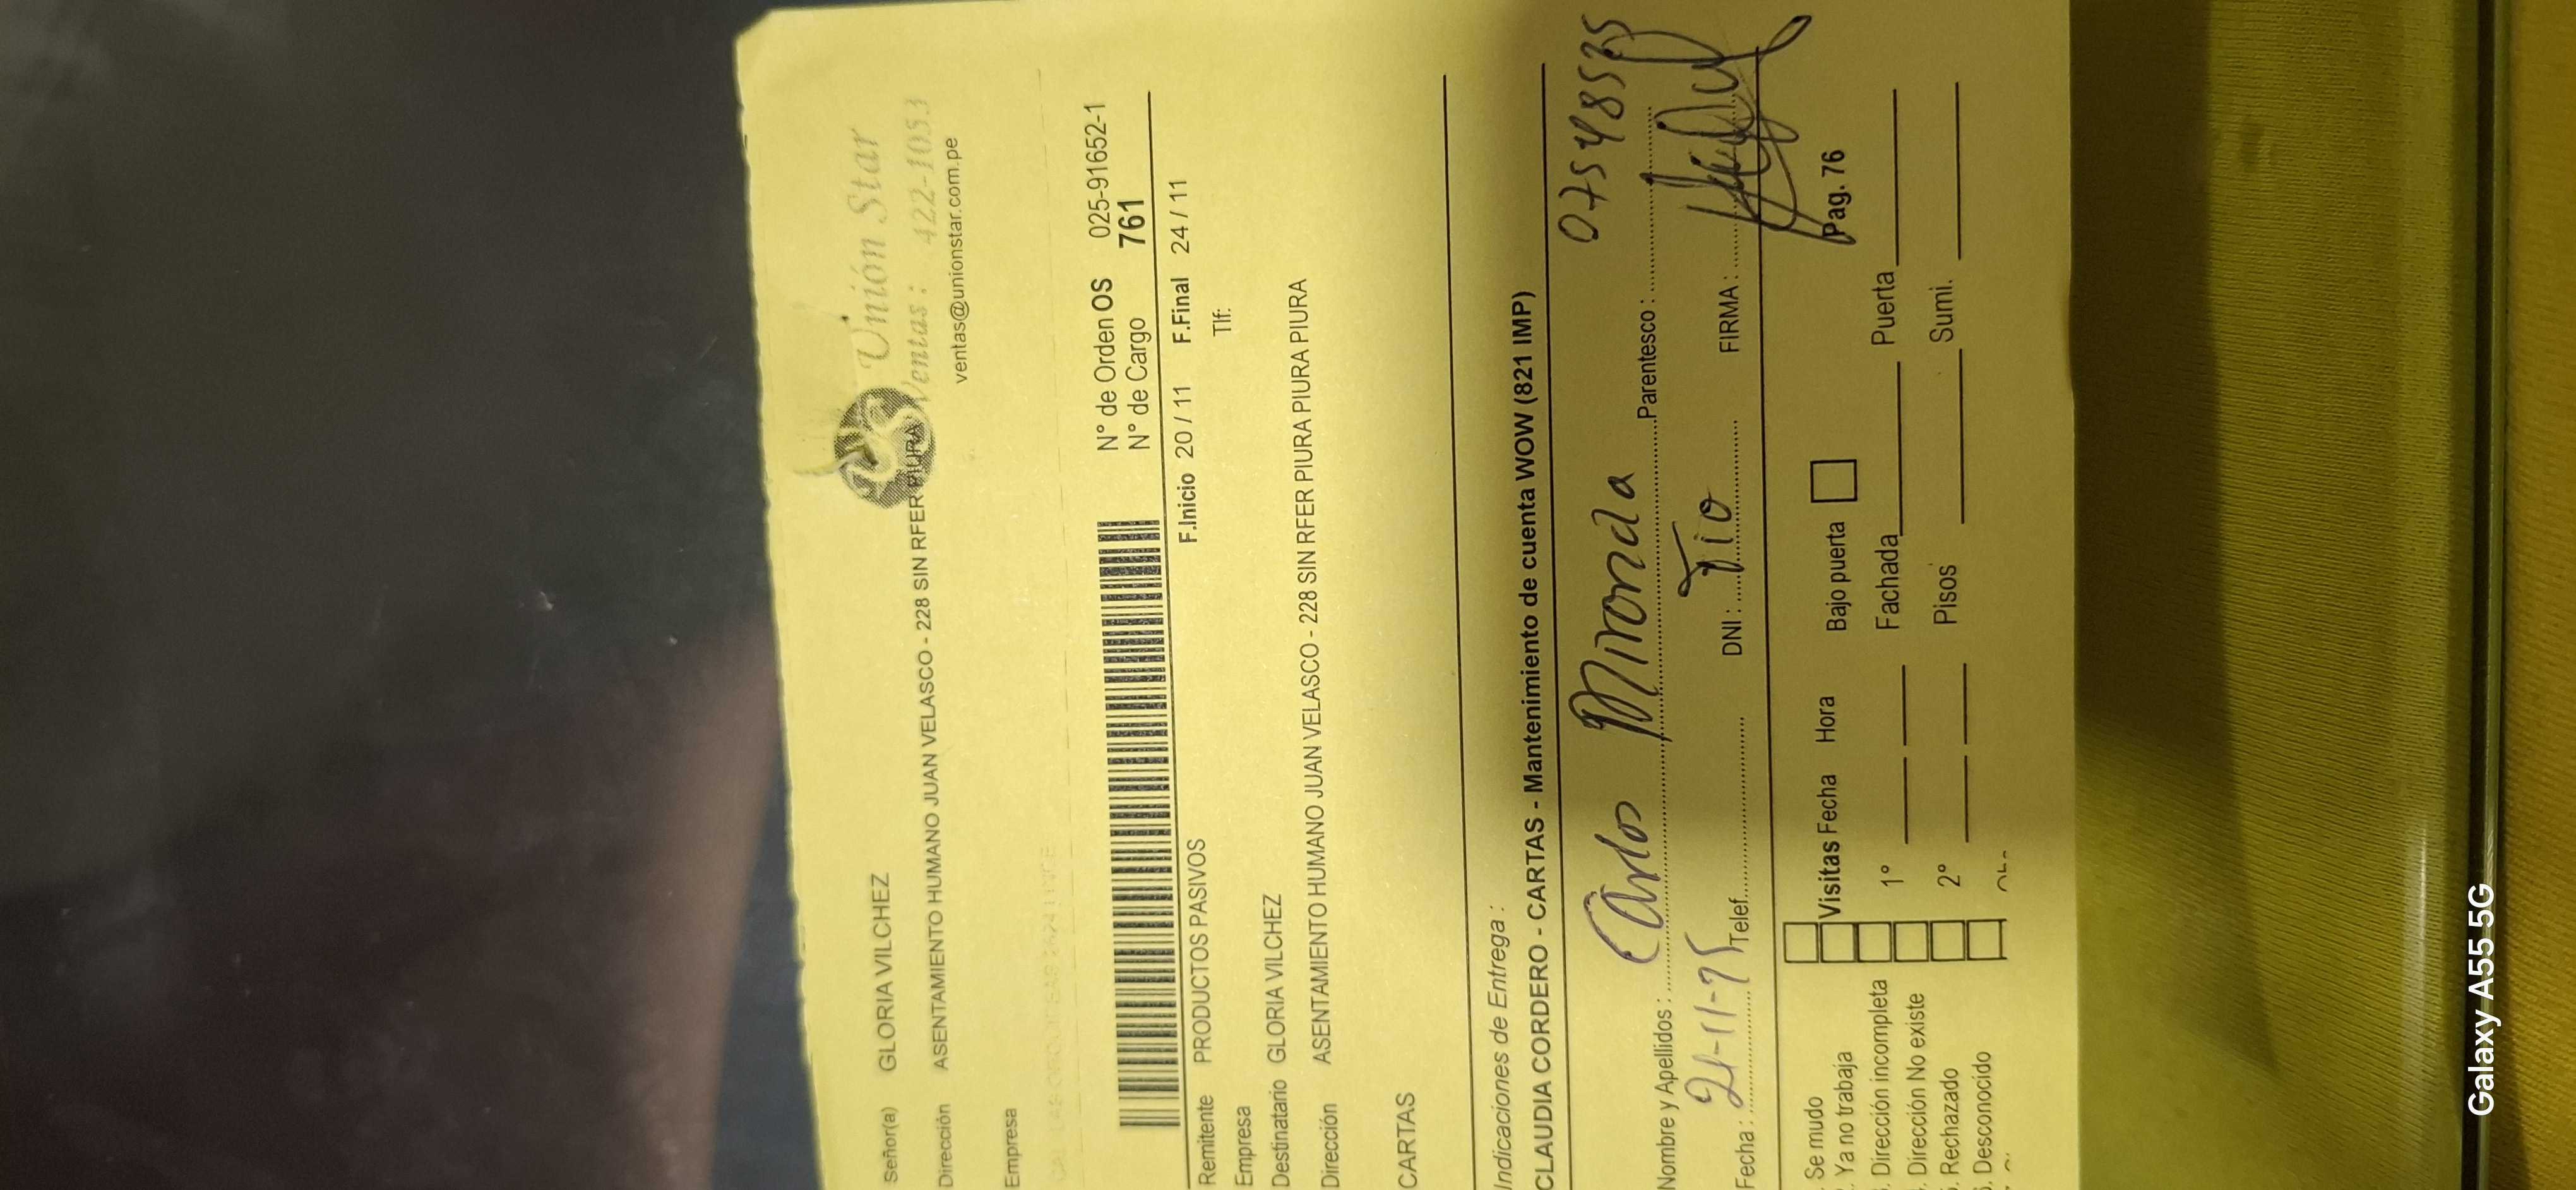 Unión Star
Ventas : 422-1053
ventas@unionstar.com.pe
Señor(a) GLORIA VILCHEZ
Dirección ASENTAMIENTO HUMANO JUAN VELASCO - 228 SIN RFER PIURA
Empresa
N° de Orden OS 025-91652-1
N° de Cargo 761
Remitente PRODUCTOS PASIVOS F.Inicio 20 / 11 F.Final 24 / 11
Empresa Tlf:
Destinatario GLORIA VILCHEZ
Dirección ASENTAMIENTO HUMANO JUAN VELASCO - 228 SIN RFER PIURA PIURA PIURA
CARTAS
Indicaciones de Entrega :
CLAUDIA CORDERO - CARTAS - Mantenimiento de cuenta WOW (821 IMP)
Nombre y Apellidos : Carlos Miranda Parentesco :
Fecha : 21-11-25 Telef. DNI : Tio FIRMA :
Pag. 76
Se mudo
Ya no trabaja Visitas Fecha Hora Bajo puerta
Dirección incompleta 1° Fachada Puerta
Dirección No existe
Rechazado 2° Pisos Sumi.
Desconocido
Galaxy A55 5G